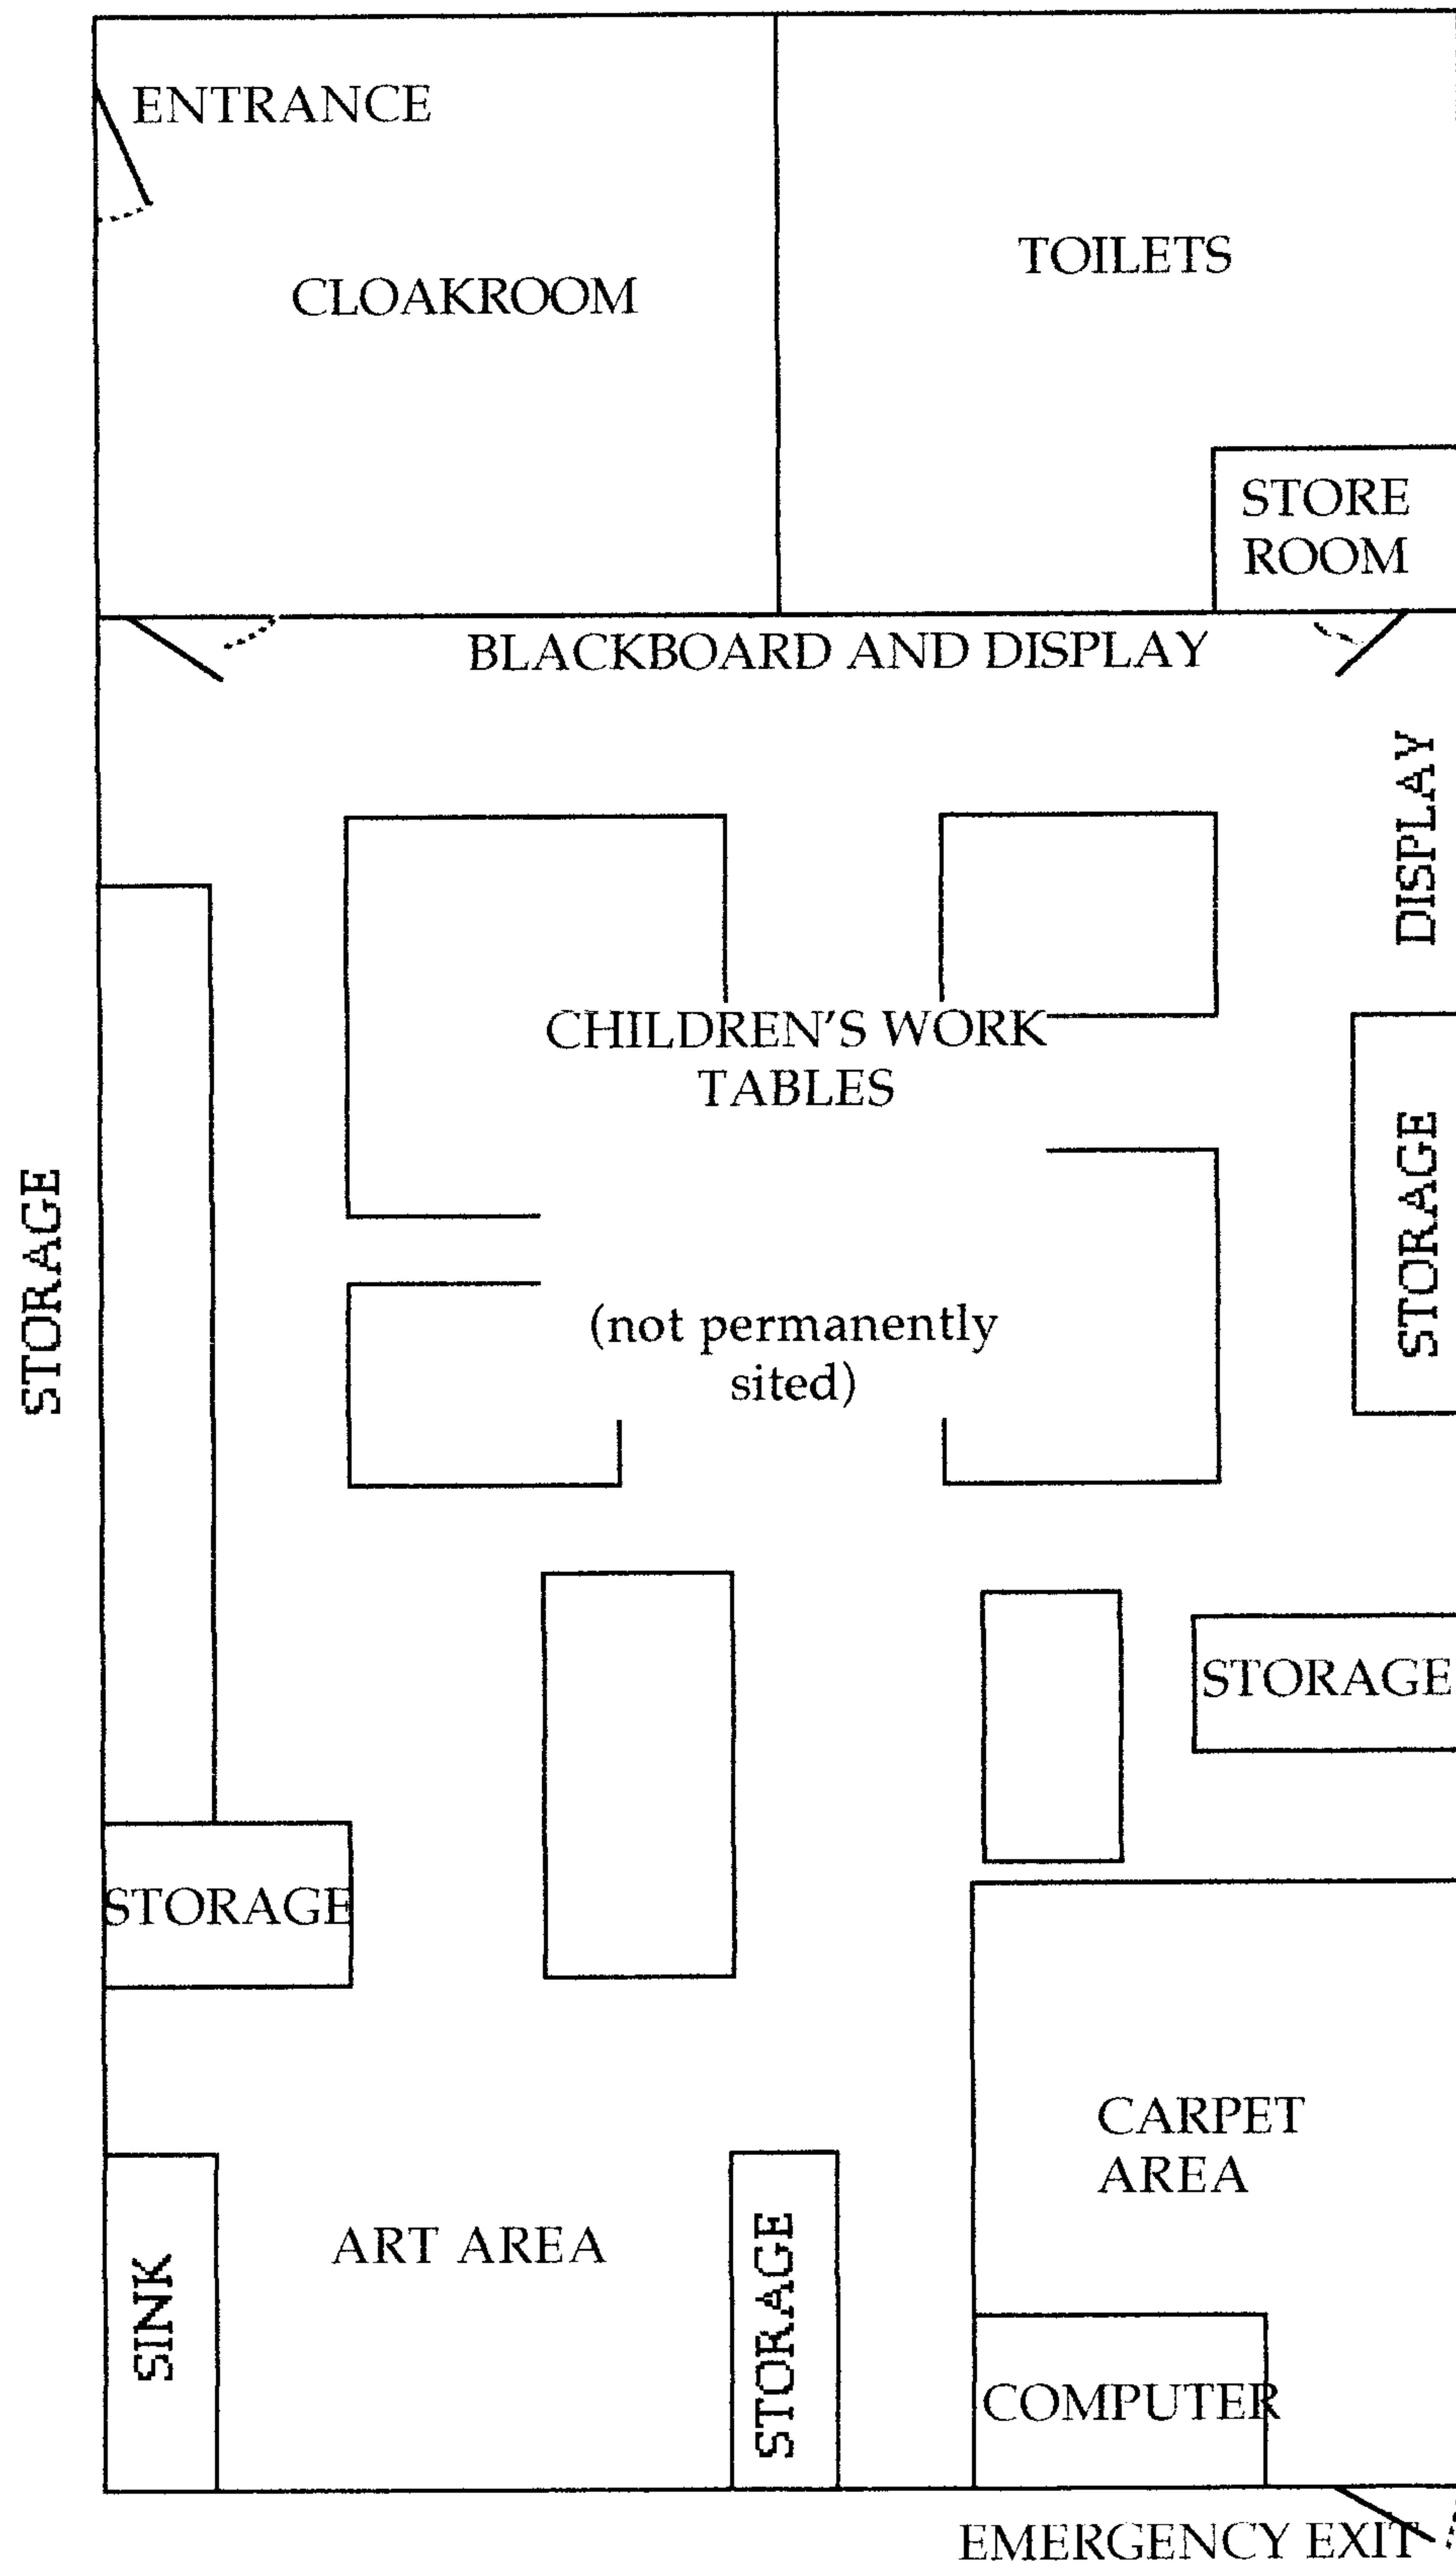 ENTRANCE
TOILETS
CLOAKROOM
STORE
ROOM
BLACKBOARD AND DISPLAY
DISPLAY
CHILDREN'S WORK
TABLES
STORAGE
STORAGE
(not permanently
sited)
STORAGE
STORAGE
CARPET
AREA
ART AREA
STORAGE
SINK
COMPUTER
EMERGENCY EXIT